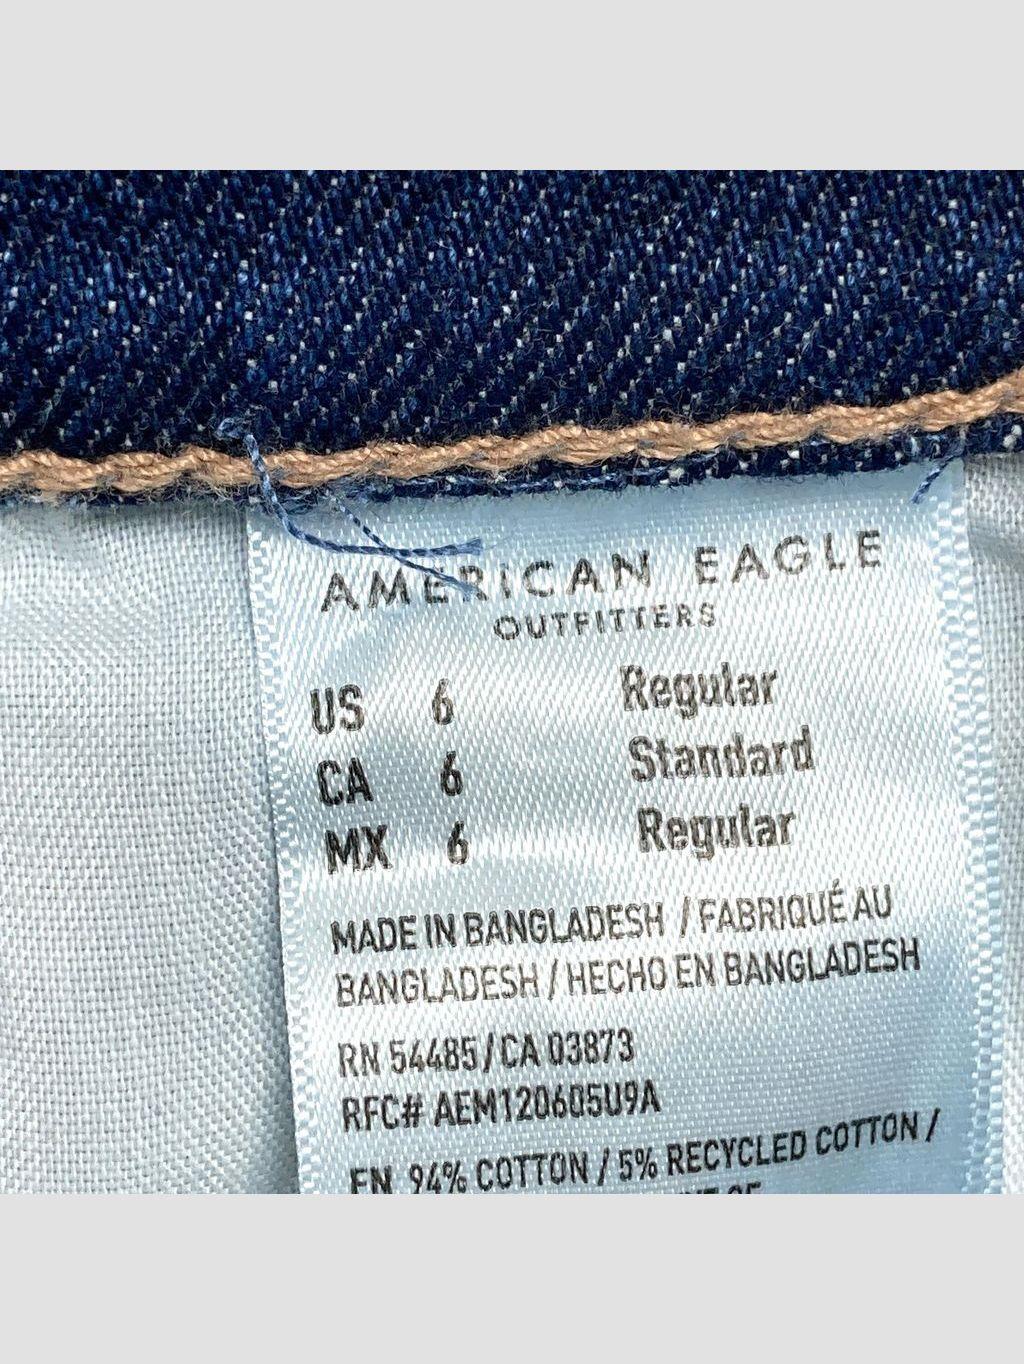 AMERICAN EAGLE
OUTFITTERS
US 6 Regular
CA 6 Standard
MX 6 Regular
MADE IN BANGLADESH / FABRIQUÉ AU
BANGLADESH / HECHO EN BANGLADESH
RN 54485 / CA 03873
RFC# AEM120605U9A
EN 94% COTTON / 5% RECYCLED COTTON /